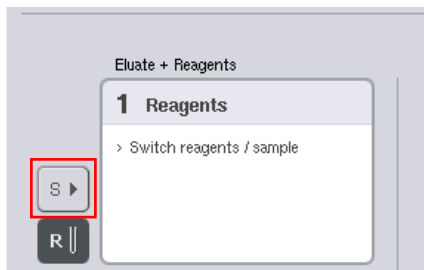 Eluate + Reagents
1 Reagents
> Switch reagents / sample
S
R